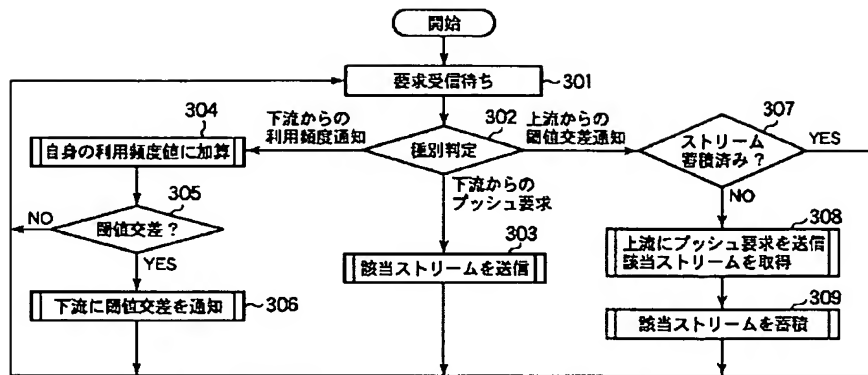 開始
要求受信待ち
301
302
種別判定
下流からの
利用頻度通知
304
自身の利用頻度値に加算
305
閾値交差?
NO
YES
下流に閾値交差を通知
306
下流からの
プッシュ要求
303
該当ストリームを送信
上流からの
閾値交差通知
307
ストリーム
蓄積済み?
YES
NO
308
上流にプッシュ要求を送信
該当ストリームを取得
309
該当ストリームを蓄積